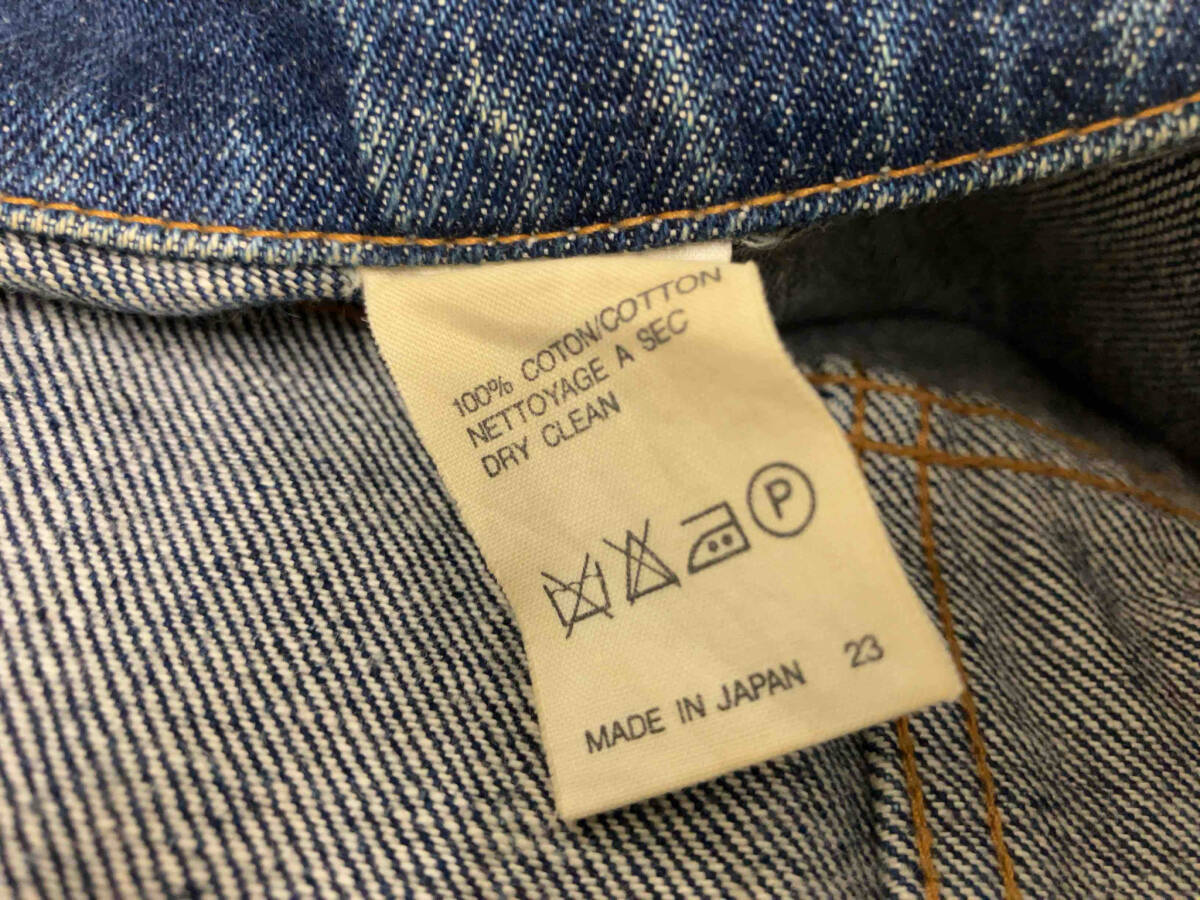 100% COTON/COTTON
NETTOYAGE A SEC
DRY CLEAN
P
MADE IN JAPAN 23